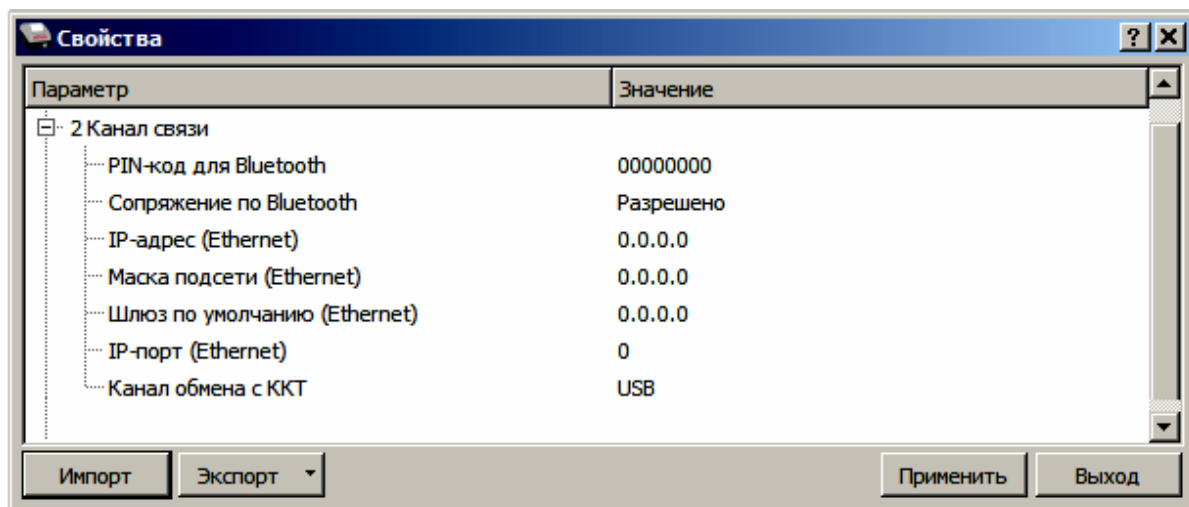 Свойства
Параметр Значение
2 Канал связи
PIN-код для Bluetooth 00000000
Сопряжение по Bluetooth Разрешено
IP-адрес (Ethernet) 0.0.0.0
Маска подсети (Ethernet) 0.0.0.0
Шлюз по умолчанию (Ethernet) 0.0.0.0
IP-порт (Ethernet) 0
Канал обмена с ККТ USB
Импорт Экспорт Применить Выход